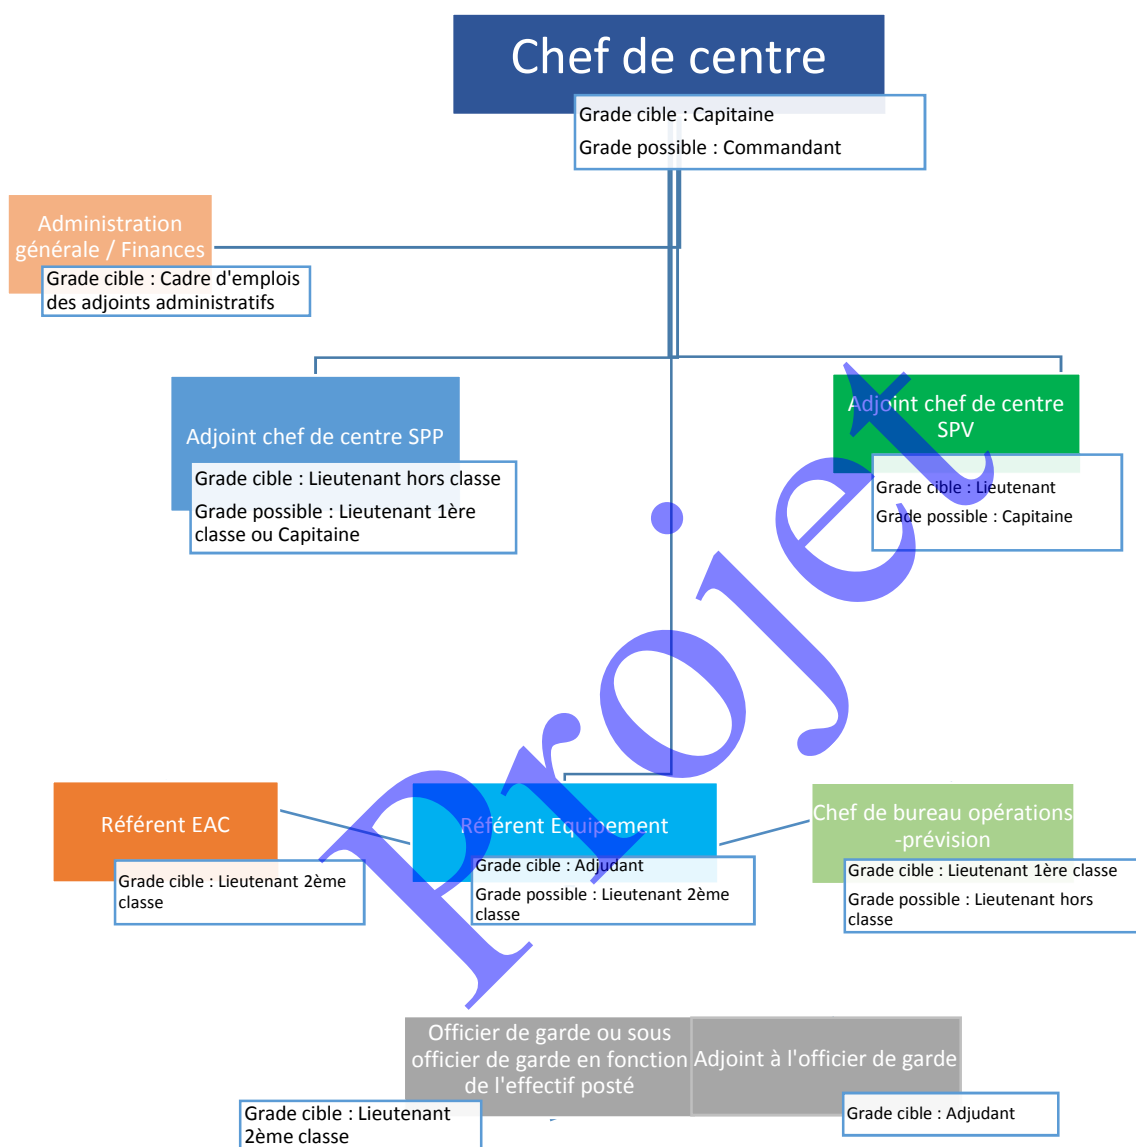 Chef de centre
Grade cible : Capitaine
Grade possible : Commandant
Administration
générale / Finances
Grade cible : Cadre d'emplois
des adjoints administratifs
Adjoint chef de centre SPP
Grade cible : Lieutenant hors classe
Grade possible : Lieutenant 1ère
classe ou Capitaine
Adjoint chef de centre
SPV
Grade cible : Lieutenant
Grade possible : Capitaine
Projet
Référent EAC
Grade cible : Lieutenant 2ème
classe
Référent Equipement
Grade cible : Adjudant
Grade possible : Lieutenant 2ème
classe
Chef de bureau opérations
-prévision
Grade cible : Lieutenant 1ère classe
Grade possible : Lieutenant hors
classe
Officier de garde ou sous
officier de garde en fonction
de l'effectif posté
Grade cible : Lieutenant
2ème classe
Adjoint à l'officier de garde
Grade cible : Adjudant